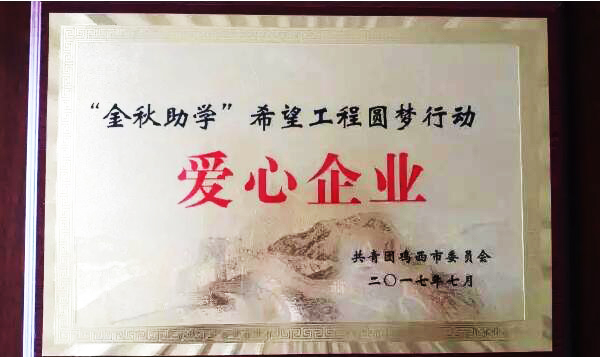 “金秋助学”希望工程圆梦行动
爱心企业
共青团鸡西市委员会
二〇一七年七月